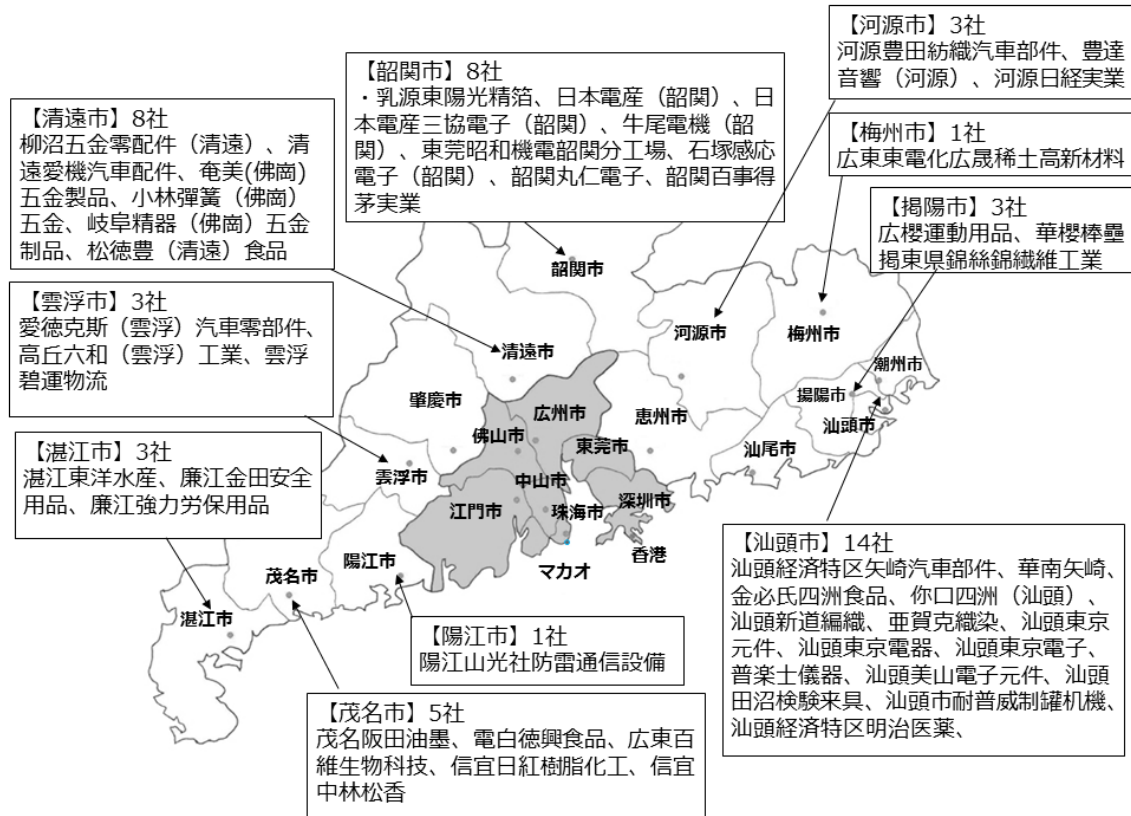 【河源市】3社
河源豊田紡織汽車部件、豊達
音響（河源）、河源日経実業
【韶関市】8社
・乳源東陽光精箔、日本電産（韶関）、日
本電産三協電子（韶関）、牛尾電機（韶
関）、東莞昭和機電韶関分工場、石塚感応
電子（韶関）、韶関丸仁電子、韶関百事得
茅実業
【清遠市】8社
柳沼五金零配件（清遠）、清
遠愛機汽車配件、奄美(佛崗)
五金製品、小林彈簧（佛崗）
五金、岐阜精器（佛崗）五金
制品、松徳豊（清遠）食品
【梅州市】1社
広東東電化広晟稀土高新材料
【掲陽市】3社
広櫻運動用品、華櫻棒壘
掲東県錦絲錦繊維工業
【雲浮市】3社
愛徳克斯（雲浮）汽車零部件、
高丘六和（雲浮）工業、雲浮
碧運物流
【湛江市】3社
湛江東洋水産、廉江金田安全
用品、廉江強力労保用品
韶関市
河源市
梅州市
清遠市
潮州市
肇慶市
広州市
恵州市
揚陽市
汕頭市
佛山市
東莞市
汕尾市
雲浮市
中山市
深圳市
江門市
珠海市
香港
マカオ
陽江市
茂名市
湛江市
【陽江市】1社
陽江山光社防雷通信設備
【茂名市】5社
茂名阪田油墨、電白徳興食品、広東百
維生物科技、信宜日紅樹脂化工、信宜
中林松香
【汕頭市】14社
汕頭経済特区矢崎汽車部件、華南矢崎、
金必氏四洲食品、你口四洲（汕頭）、
汕頭新道編織、亜賀克織染、汕頭東京
元件、汕頭東京電器、汕頭東京電子、
普楽士儀器、汕頭美山電子元件、汕頭
田沼検験来具、汕頭市耐普威制罐机機、
汕頭経済特区明治医薬、